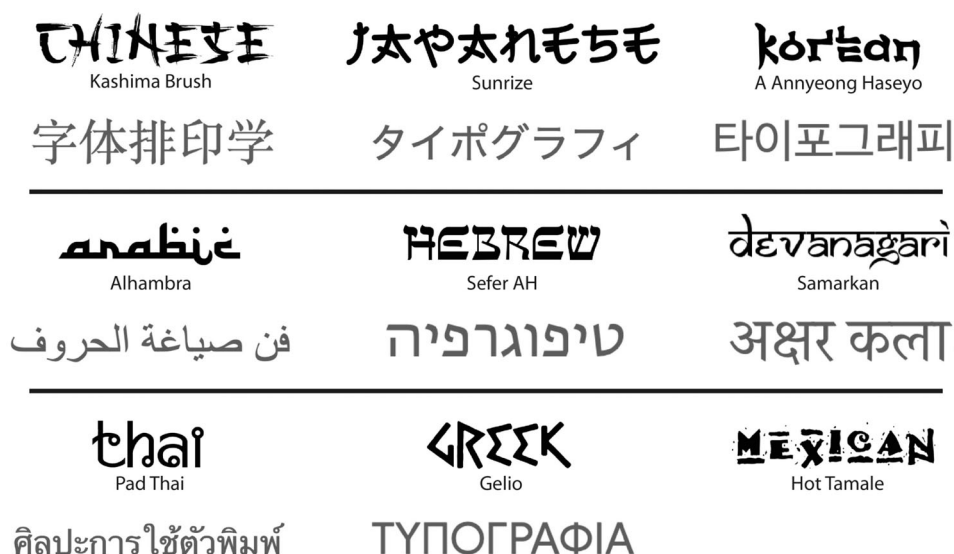 CHINESE
Kashima Brush
字体排印学
JAPANESE
Sunrize
タイポグラフィ
korean
A Annyeong Haseyo
타이포그래피
arabic
Alhambra
فن صياغة الحروف
HEBREW
Sefer AH
טיפוגרפיה
devanagari
Samarkan
अक्षर कला
thai
Pad Thai
ศิลปะการใช้ตัวพิมพ์
GREEK
Gelio
ΤΥΠΟΓΡΑΦΙΑ
MEXICAN
Hot Tamale